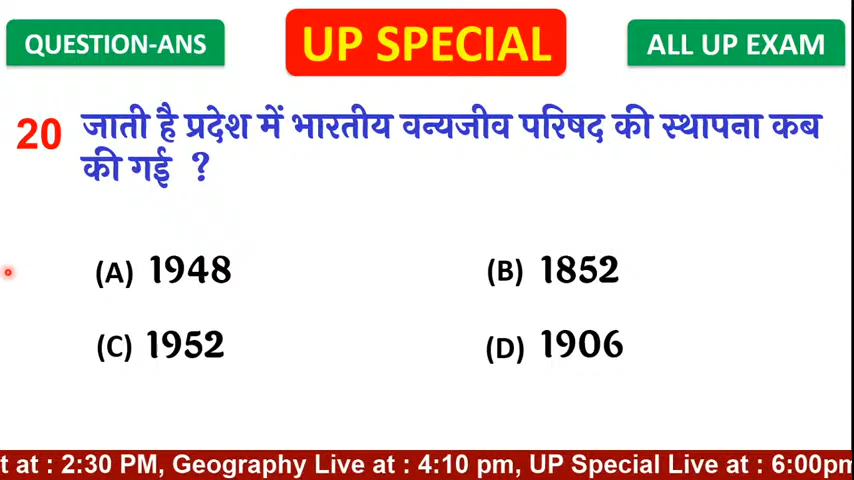 QUESTION-ANS
UP SPECIAL
ALL UP EXAM
20 जाती है प्रदेश में भारतीय वन्यजीव परिषद की स्थापना कब
की गई ?
(A) 1948
(B) 1852
(C) 1952
(D) 1906
t at : 2:30 PM, Geography Live at : 4:10 pm, UP Special Live at : 6:00pm